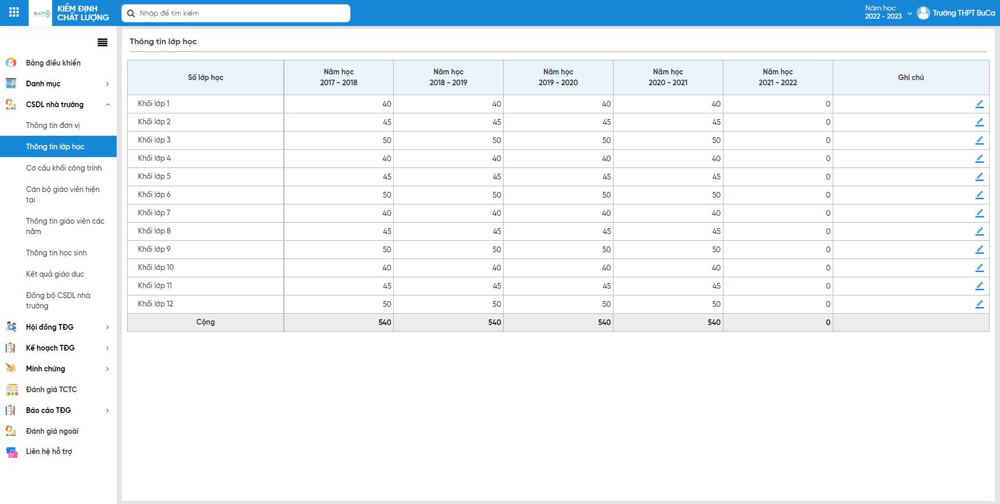 BUCA
KIỂM ĐỊNH
CHẤT LƯỢNG
Nhập để tìm kiếm
Năm học
2022 - 2023
Trường THPT BuCa
Bảng điều khiển
Danh mục
CSDL nhà trường
Thông tin đơn vị
Thông tin lớp học
Cơ cấu khối công trình
Cán bộ giáo viên hiện
tại
Thông tin giáo viên các
năm
Thông tin học sinh
Kết quả giáo dục
Đồng bộ CSDL nhà
trường
Hội đồng TĐG
Kế hoạch TĐG
Minh chứng
Đánh giá TCTC
Báo cáo TĐG
Đánh giá ngoài
Liên hệ hỗ trợ
Thông tin lớp học
Số lớp học Năm học 2017 - 2018 Năm học 2018 - 2019 Năm học 2019 - 2020 Năm học 2020 - 2021 Năm học 2021 - 2022 Ghi chú
Khối lớp 1 40 40 40 40 0
Khối lớp 2 45 45 45 45 0
Khối lớp 3 50 50 50 50 0
Khối lớp 4 40 40 40 40 0
Khối lớp 5 45 45 45 45 0
Khối lớp 6 50 50 50 50 0
Khối lớp 7 40 40 40 40 0
Khối lớp 8 45 45 45 45 0
Khối lớp 9 50 50 50 50 0
Khối lớp 10 40 40 40 40 0
Khối lớp 11 45 45 45 45 0
Khối lớp 12 50 50 50 50 0
Cộng 540 540 540 540 0